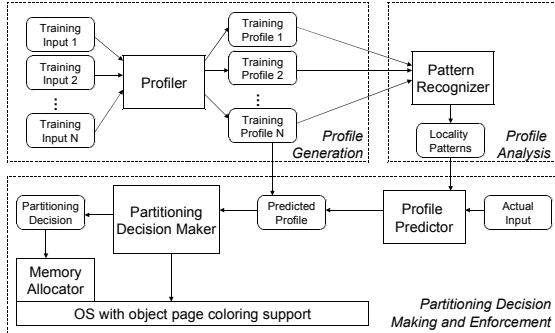 Training
Input 1
Training
Input 2
⋮
Training
Input N
Profiler
Training
Profile 1
Training
Profile 2
⋮
Training
Profile N
Profile
Generation
Pattern
Recognizer
Locality
Patterns
Profile
Analysis
Partitioning
Decision
Partitioning
Decision Maker
Predicted
Profile
Profile
Predictor
Actual
Input
Memory
Allocator
OS with object page coloring support
Partitioning Decision
Making and Enforcement